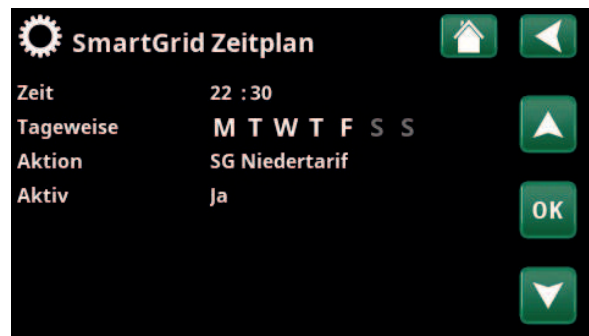 SmartGrid Zeitplan
Zeit 22 :30
Tageweise M T W T F S S
Aktion SG Niedertarif
Aktiv Ja
OK